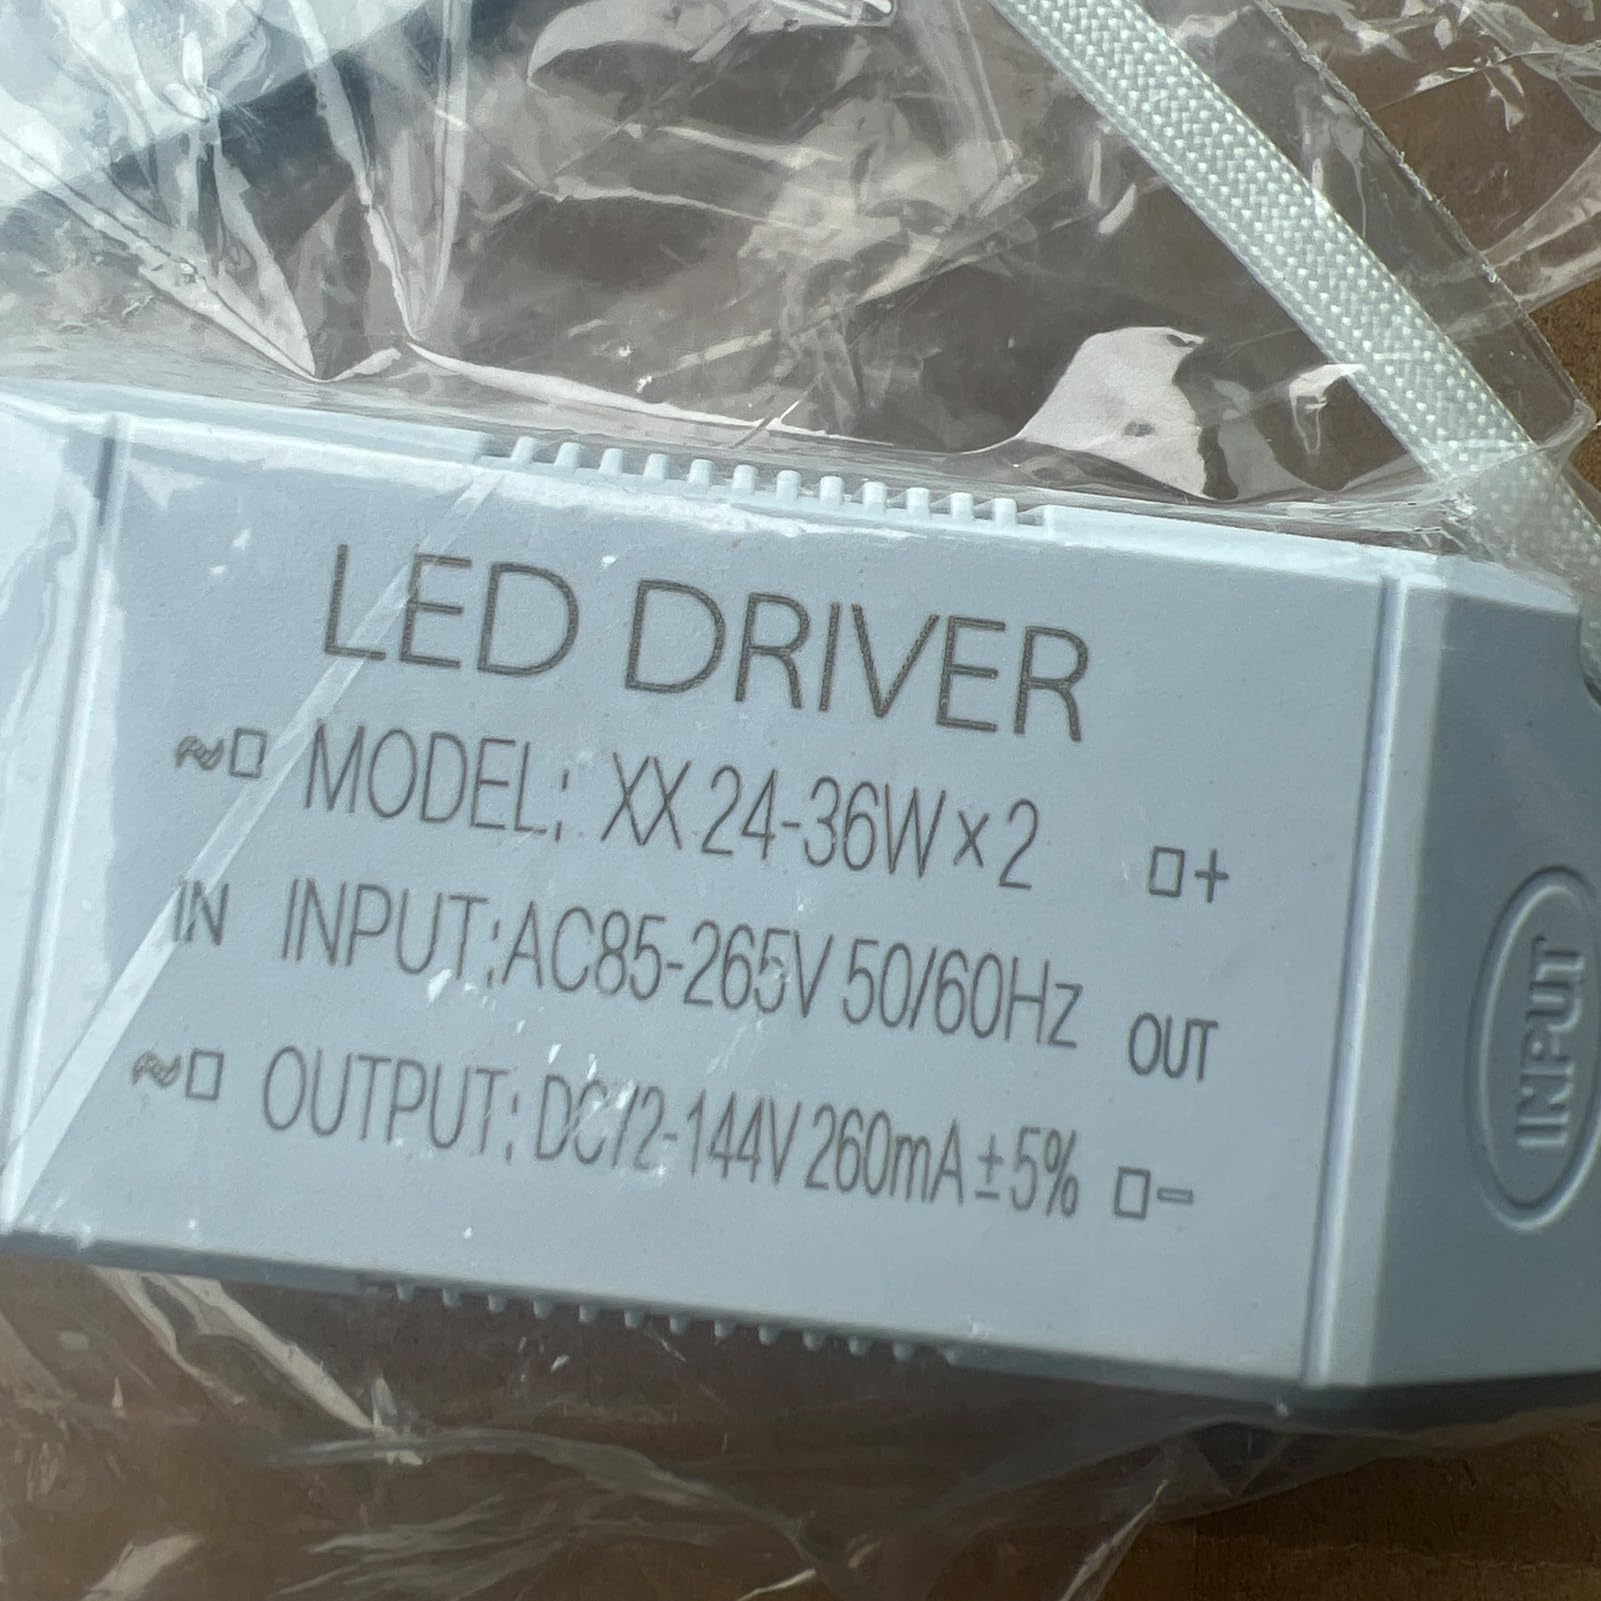 LED DRIVER
MODEL: XX 24-36W×2 +
IN INPUT:AC85-265V 50/60Hz OUT
OUTPUT: DC72-144V 260mA±5% -
INPUT